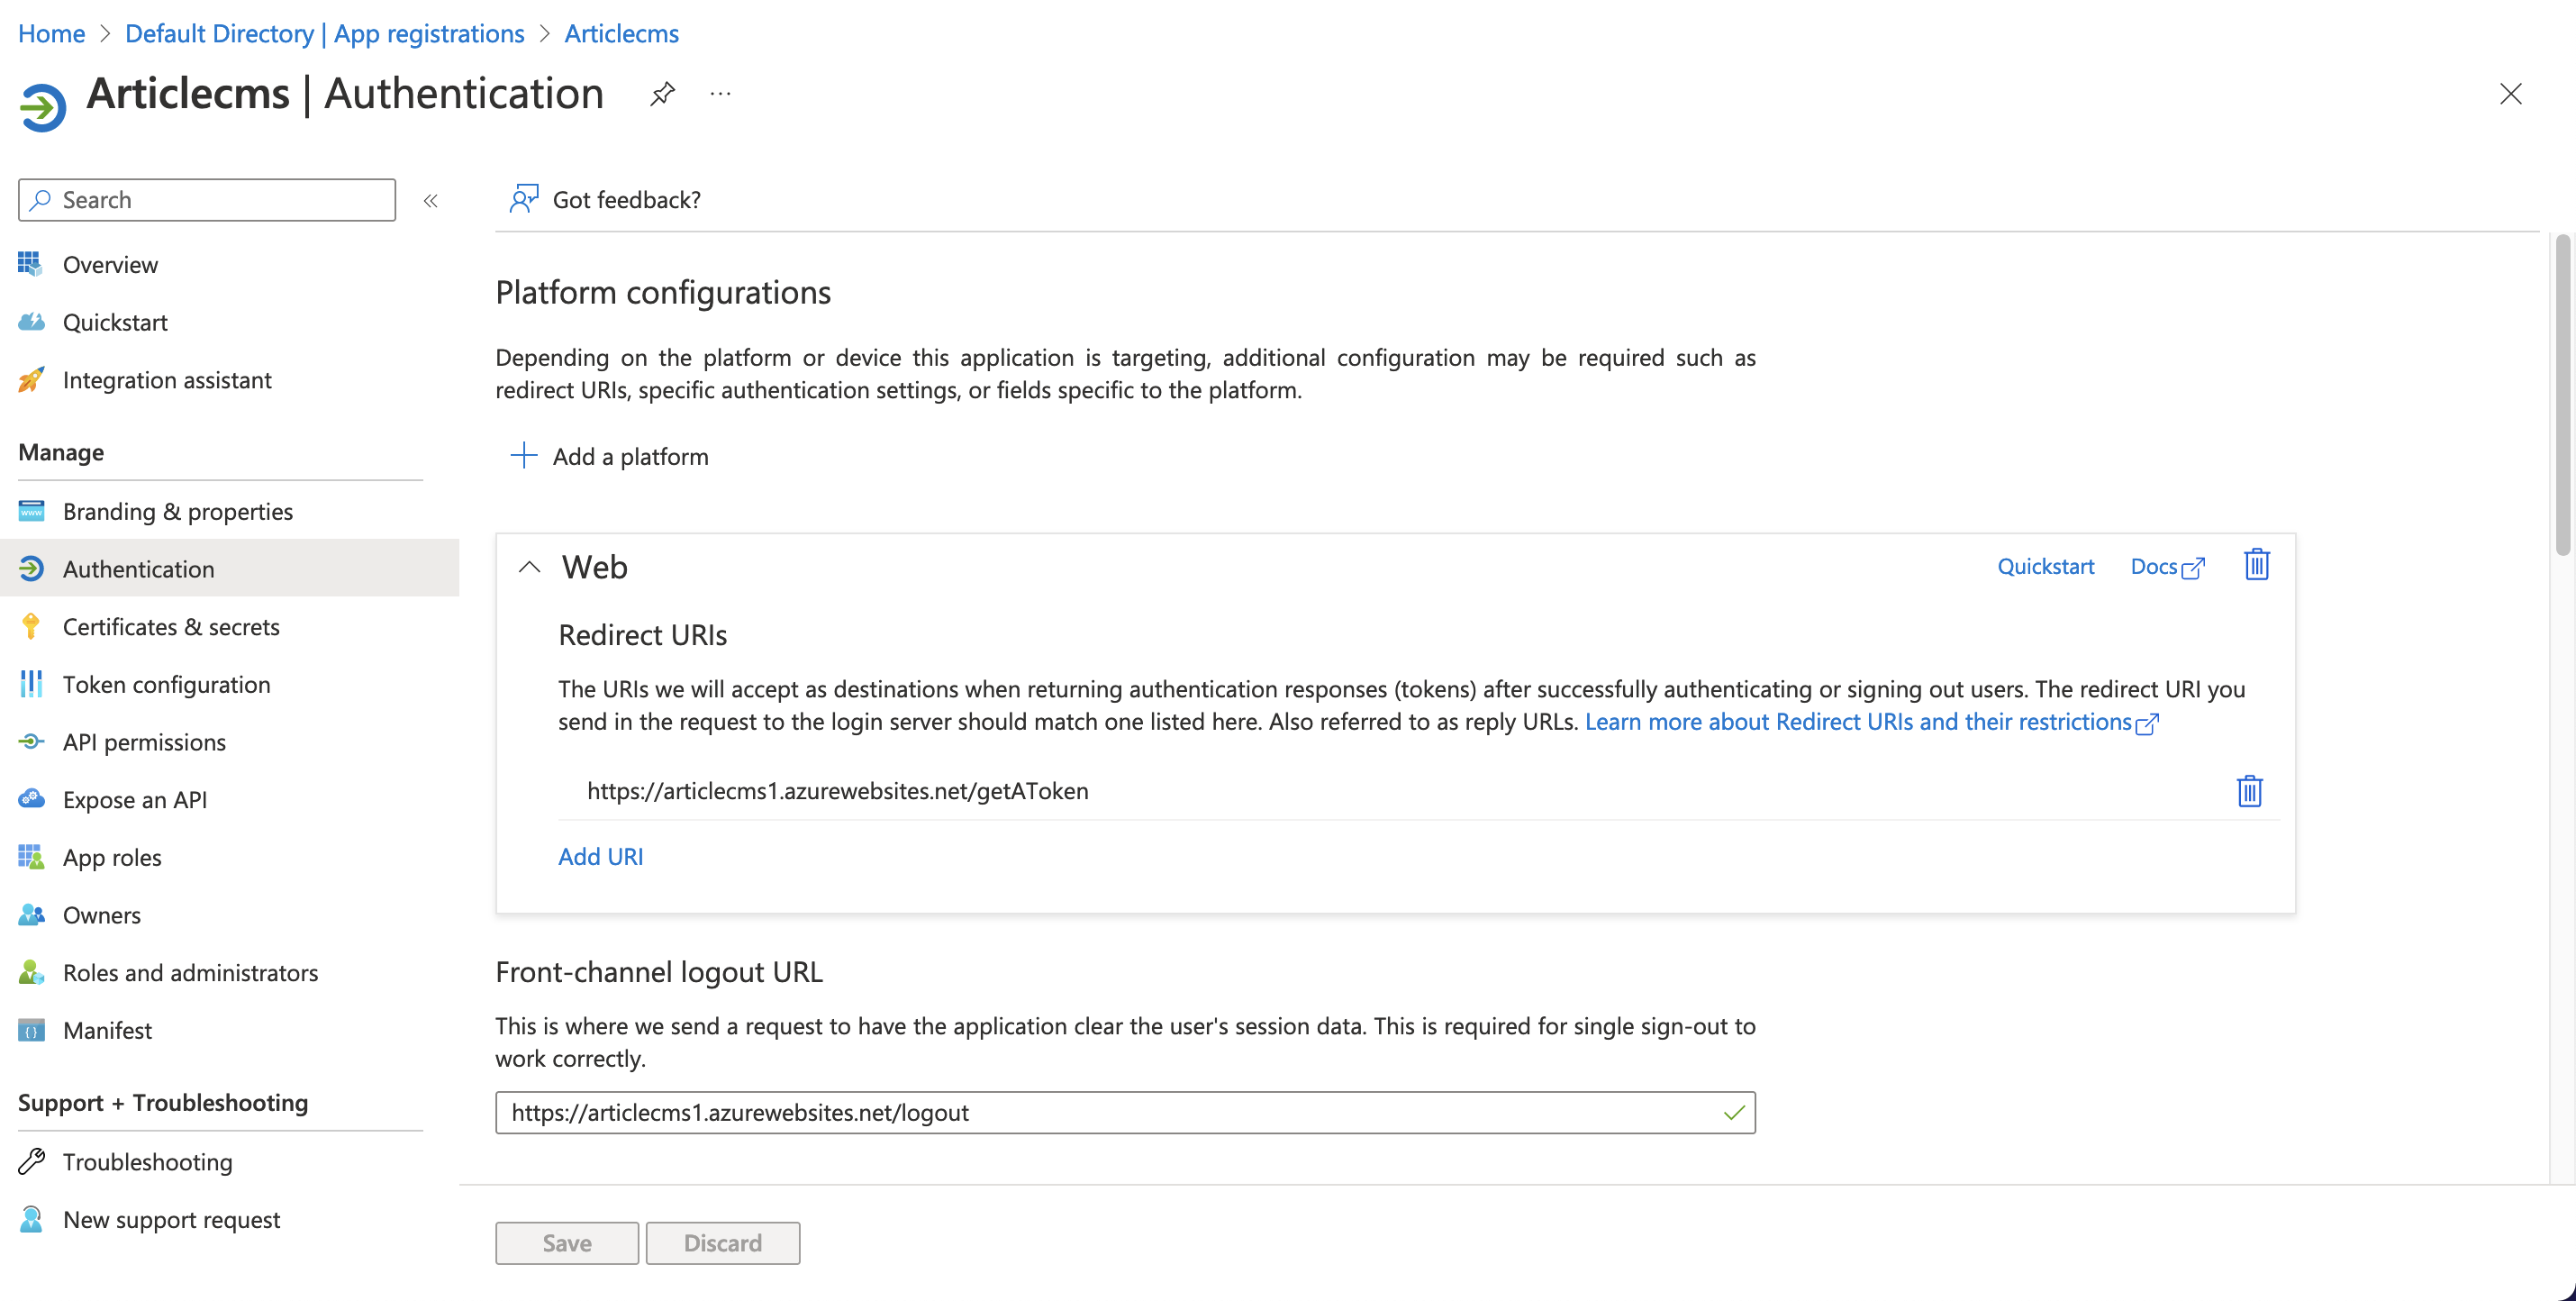 Home > Default Directory | App registrations > Articlecms
Articlecms | Authentication ...
Search «
Got feedback?
Overview
Quickstart
Integration assistant
Manage
Branding & properties
Authentication
Certificates & secrets
Token configuration
API permissions
Expose an API
App roles
Owners
Roles and administrators
Manifest
Support + Troubleshooting
Troubleshooting
New support request
Platform configurations
Depending on the platform or device this application is targeting, additional configuration may be required such as
redirect URIs, specific authentication settings, or fields specific to the platform.
Add a platform
Web
Quickstart Docs
Redirect URIs
The URIs we will accept as destinations when returning authentication responses (tokens) after successfully authenticating or signing out users. The redirect URI you
send in the request to the login server should match one listed here. Also referred to as reply URLs. Learn more about Redirect URIs and their restrictions
https://articlecms1.azurewebsites.net/getAToken
Add URI
Front-channel logout URL
This is where we send a request to have the application clear the user's session data. This is required for single sign-out to
work correctly.
https://articlecms1.azurewebsites.net/logout
Save Discard